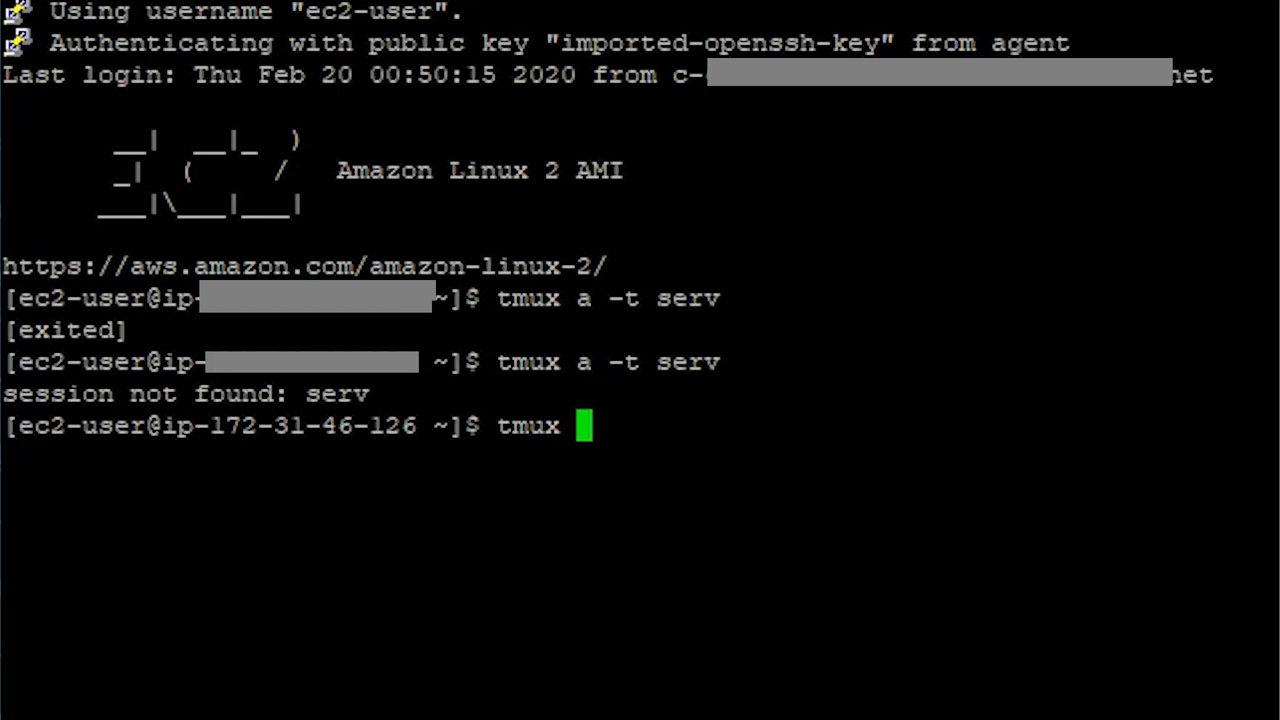 Using username "ec2-user".
Authenticating with public key "imported-openssh-key" from agent
Last login: Thu Feb 20 00:50:15 2020 from c- net
__| __|_ )
_| ( / Amazon Linux 2 AMI
___|\___|___|
https://aws.amazon.com/amazon-linux-2/
[ec2-user@ip- ~]$ tmux a -t serv
[exited]
[ec2-user@ip- ~]$ tmux a -t serv
session not found: serv
[ec2-user@ip-172-31-46-126 ~]$ tmux